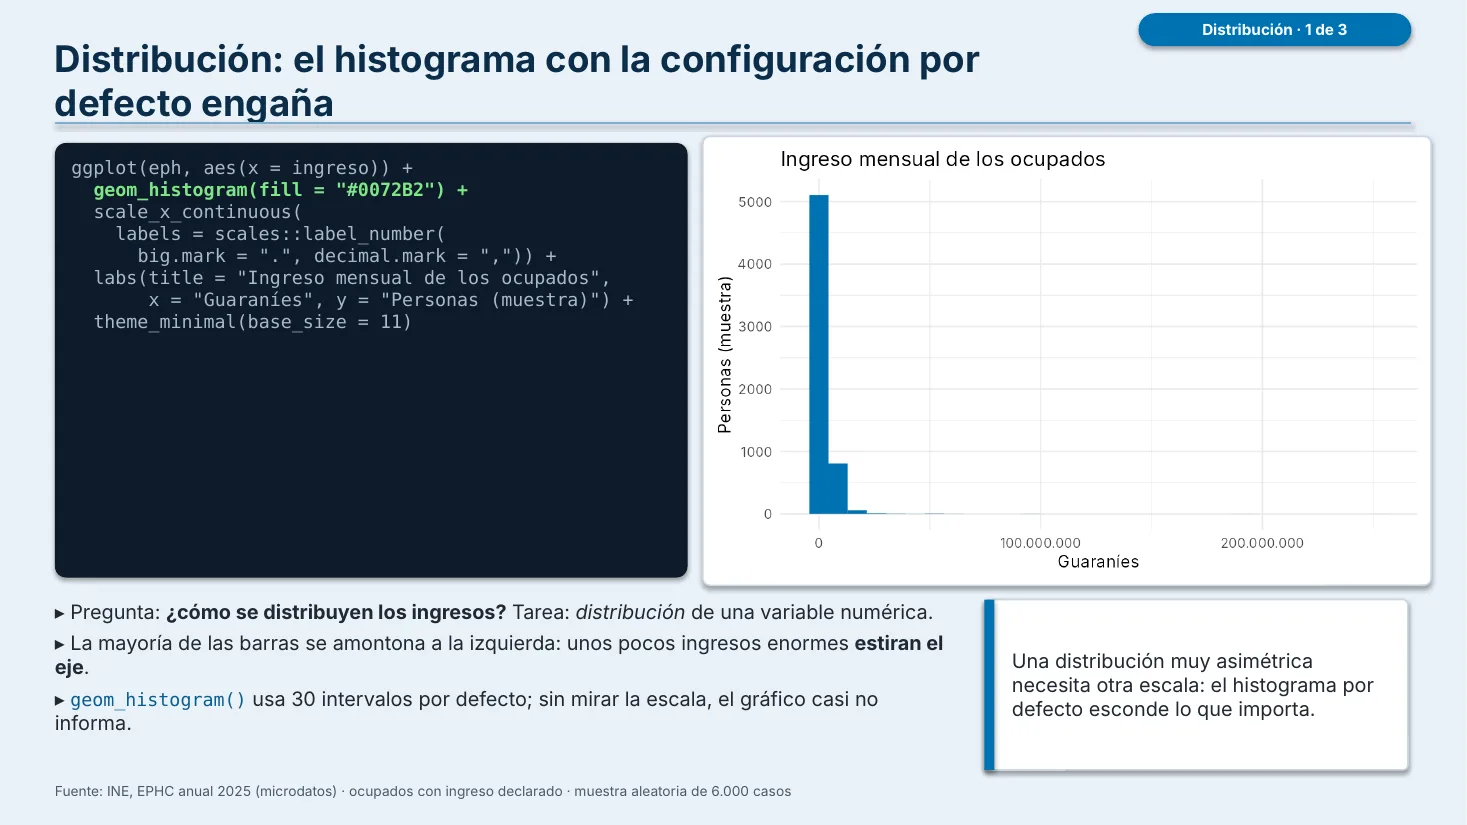 Distribución · 1 de 3
Distribución: el histograma con la configuración por
defecto engaña
ggplot(eph, aes(x = ingreso)) +
  geom_histogram(fill = "#0072B2") +
  scale_x_continuous(
    labels = scales::label_number(
      big.mark = ".", decimal.mark = ",")) +
  labs(title = "Ingreso mensual de los ocupados",
       x = "Guaraníes", y = "Personas (muestra)") +
  theme_minimal(base_size = 11)
Ingreso mensual de los ocupados
Personas (muestra)
5000
4000
3000
2000
1000
0
0 100.000.000 200.000.000
Guaraníes
▸ Pregunta: ¿cómo se distribuyen los ingresos? Tarea: distribución de una variable numérica.
▸ La mayoría de las barras se amontona a la izquierda: unos pocos ingresos enormes estiran el
eje.
▸ geom_histogram() usa 30 intervalos por defecto; sin mirar la escala, el gráfico casi no
informa.
Una distribución muy asimétrica
necesita otra escala: el histograma por
defecto esconde lo que importa.
Fuente: INE, EPHC anual 2025 (microdatos) · ocupados con ingreso declarado · muestra aleatoria de 6.000 casos